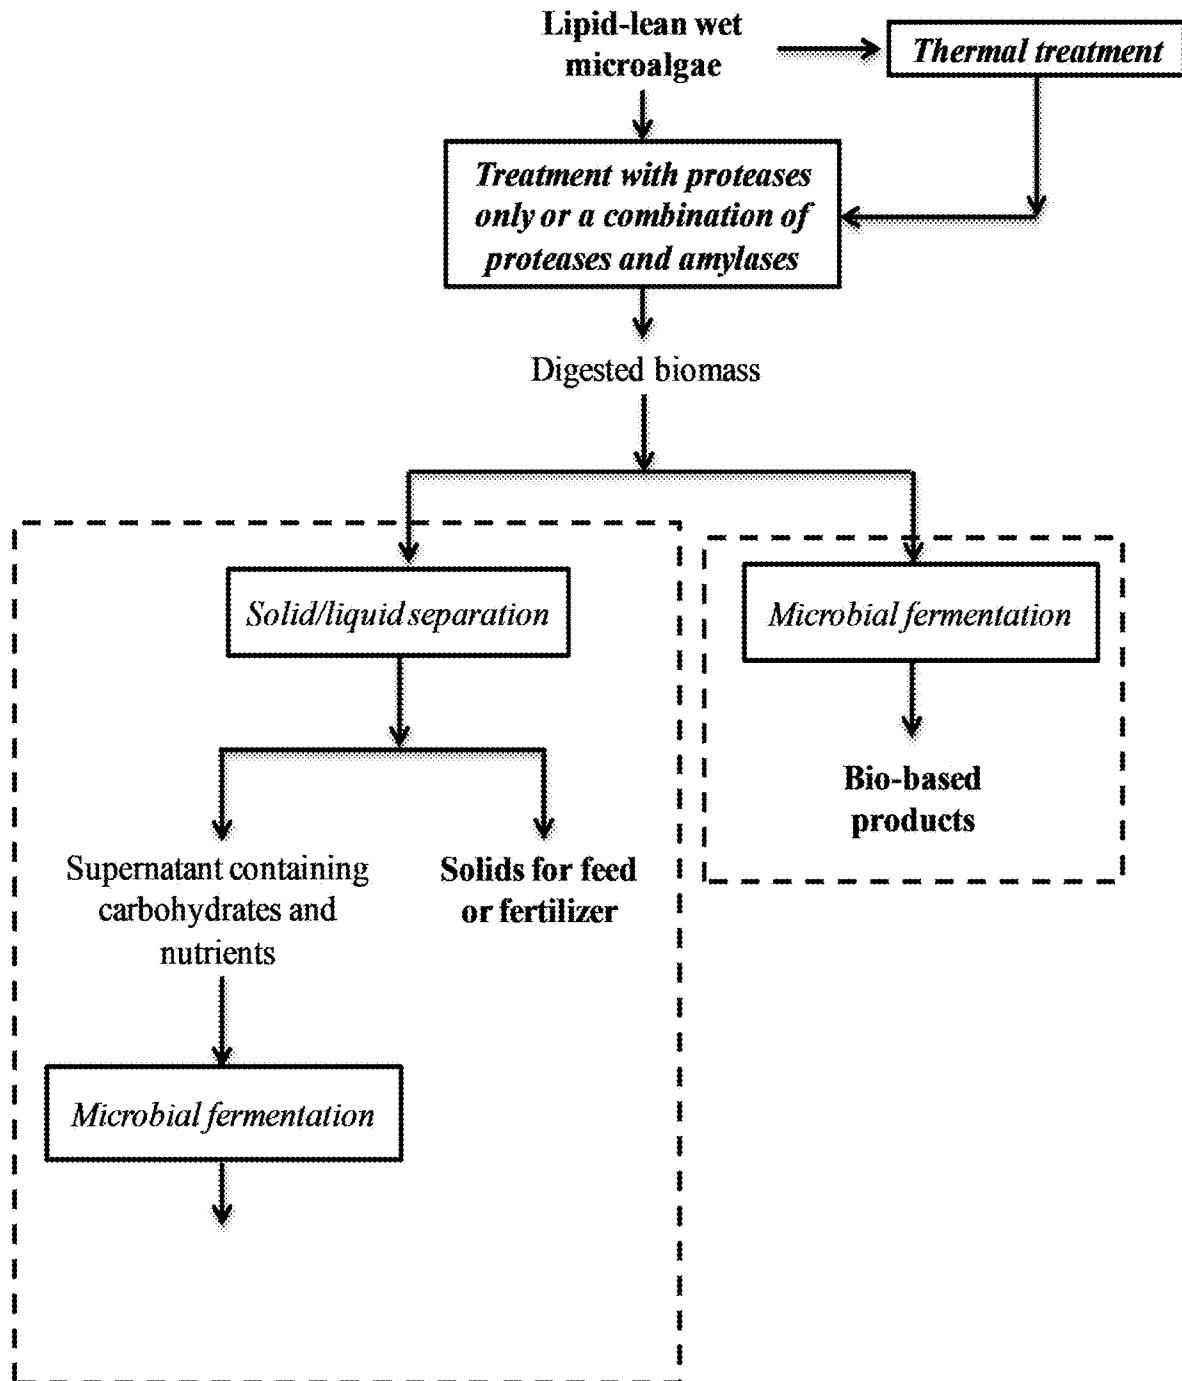 Lipid-lean wet
microalgae
Thermal treatment
Treatment with proteases
only or a combination of
proteases and amylases
Digested biomass
Solid/liquid separation
Microbial fermentation
Bio-based
products
Supernatant containing
carbohydrates and
nutrients
Solids for feed
or fertilizer
Microbial fermentation